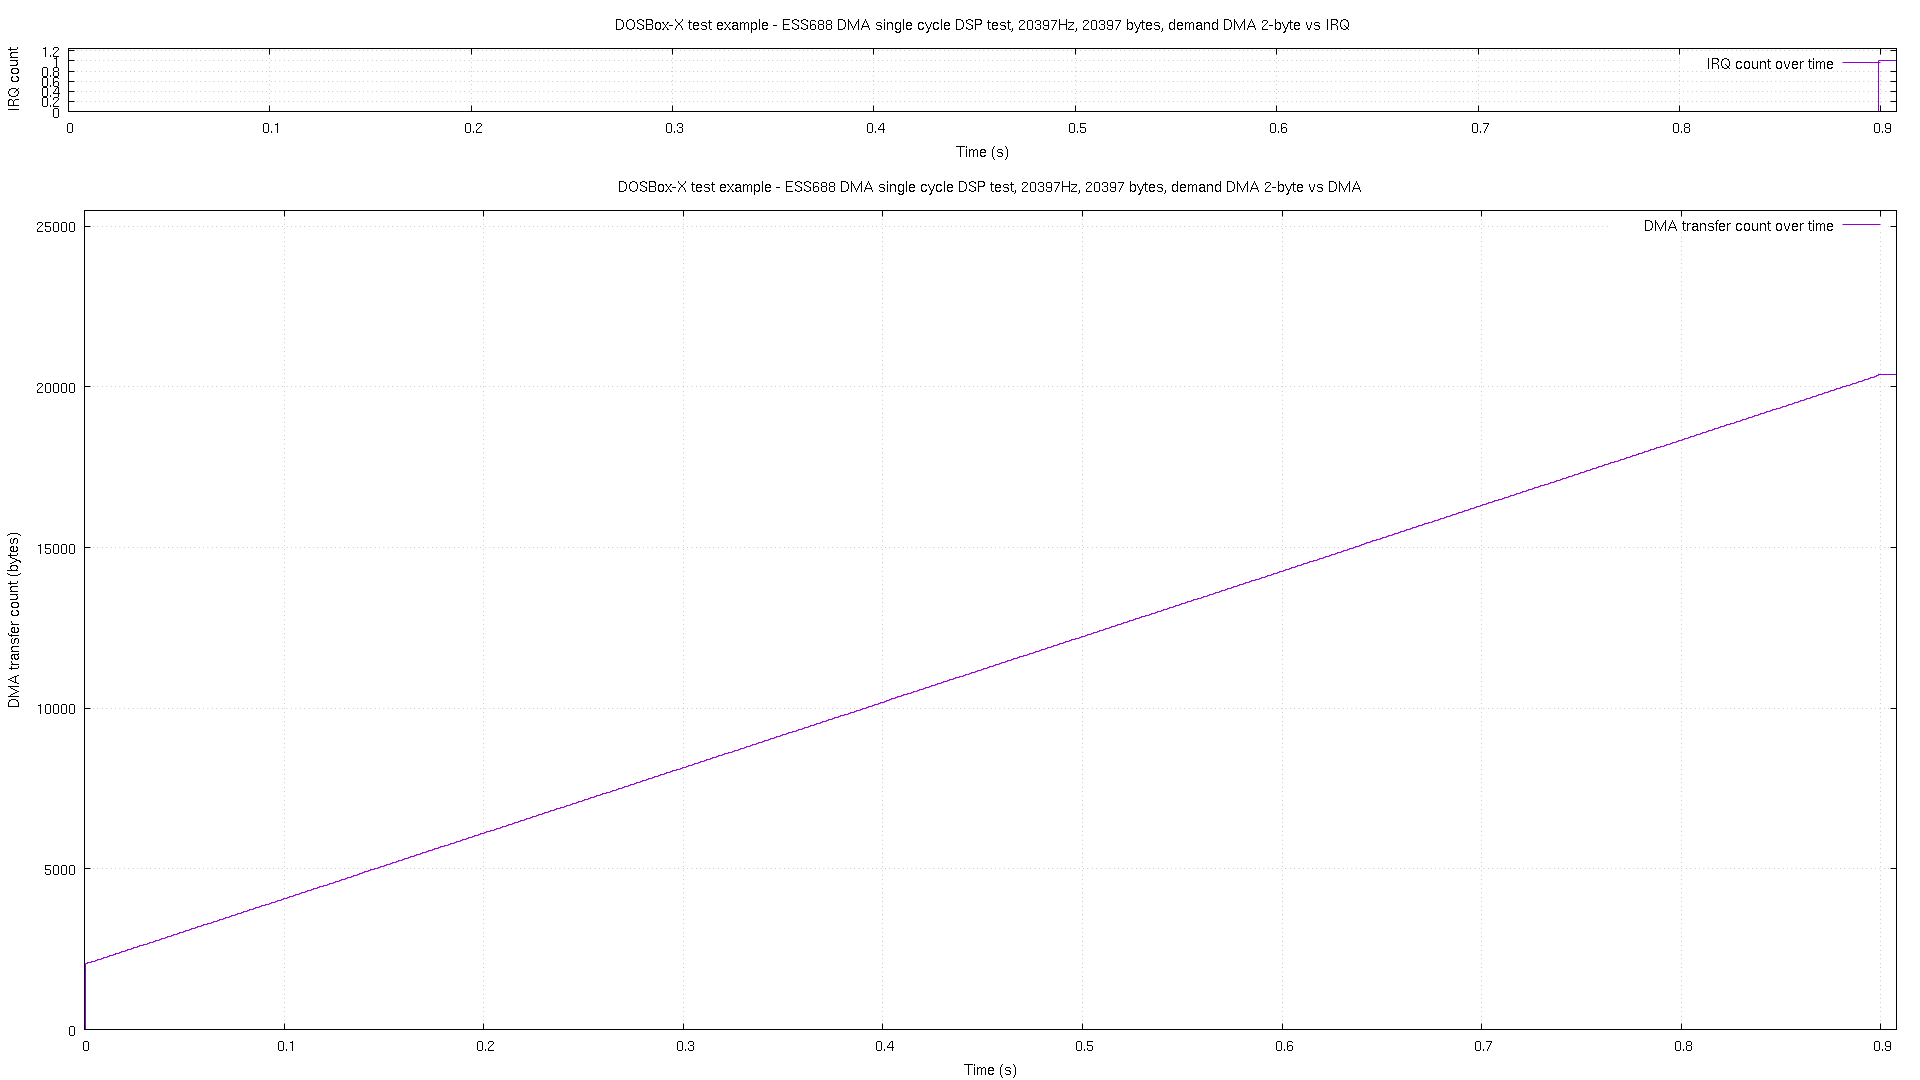 DOSBox-X test example - ESS688 DMA single cycle DSP test, 20397Hz, 20397 bytes, demand DMA 2-byte vs IRQ
IRQ count
1.2
1
0.8
0.6
0.4
0.2
0
IRQ count over time
0 0.1 0.2 0.3 0.4 0.5 0.6 0.7 0.8 0.9
Time (s)
DOSBox-X test example - ESS688 DMA single cycle DSP test, 20397Hz, 20397 bytes, demand DMA 2-byte vs DMA
DMA transfer count over time
DMA transfer count (bytes)
25000
20000
15000
10000
5000
0
0 0.1 0.2 0.3 0.4 0.5 0.6 0.7 0.8 0.9
Time (s)